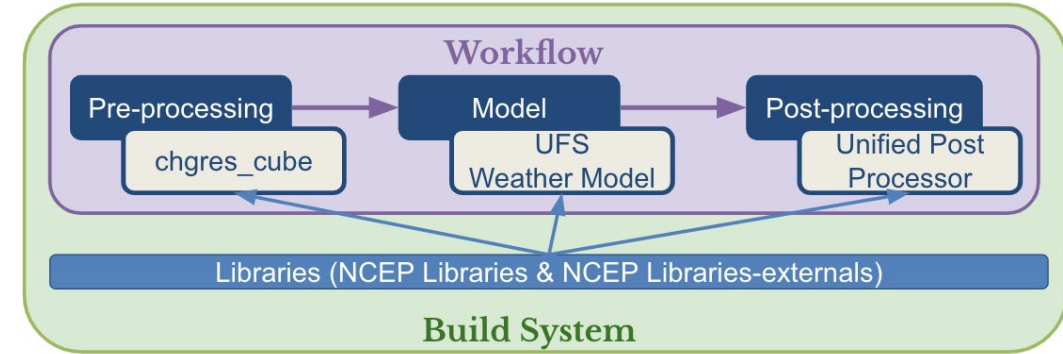 Workflow
Pre-processing
Model
Post-processing
chgres_cube
UFS
Weather Model
Unified Post
Processor
Libraries (NCEP Libraries & NCEP Libraries-externals)
Build System